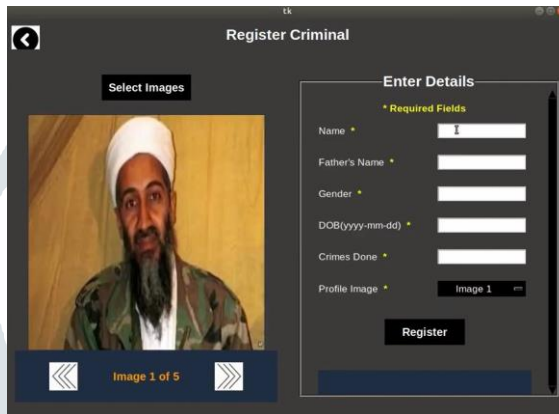 tk
Register Criminal
Select Images
Enter Details
* Required Fields
Name *
Father's Name *
Gender *
DOB(yyyy-mm-dd) *
Crimes Done *
Profile Image *
Image 1
Register
Image 1 of 5